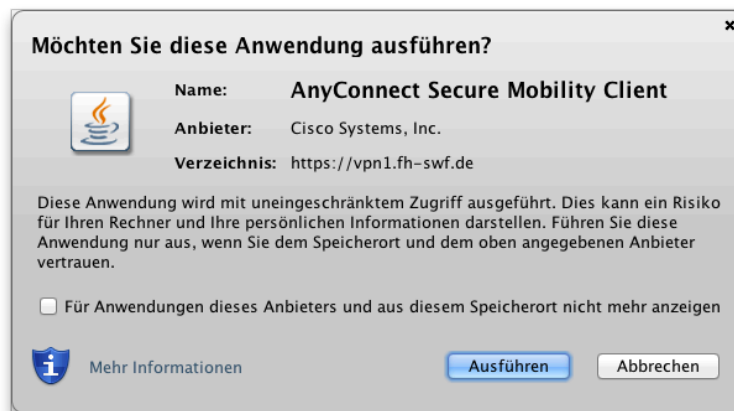 Möchten Sie diese Anwendung ausführen?
Name: AnyConnect Secure Mobility Client
Anbieter: Cisco Systems, Inc.
Verzeichnis: https://vpn1.fh-swf.de
Diese Anwendung wird mit uneingeschränktem Zugriff ausgeführt. Dies kann ein Risiko
für Ihren Rechner und Ihre persönlichen Informationen darstellen. Führen Sie diese
Anwendung nur aus, wenn Sie dem Speicherort und dem oben angegebenen Anbieter
vertrauen.
Für Anwendungen dieses Anbieters und aus diesem Speicherort nicht mehr anzeigen
Mehr Informationen Ausführen Abbrechen